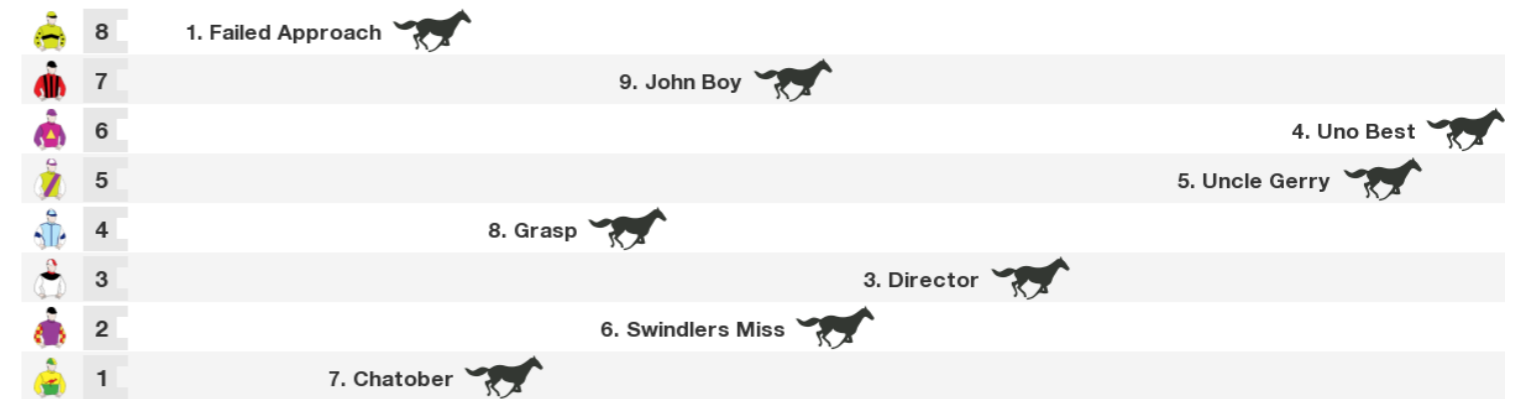 8 1. Failed Approach
7 9. John Boy
6 4. Uno Best
5 5. Uncle Gerry
4 8. Grasp
3 3. Director
2 6. Swindlers Miss
1 7. Chatober